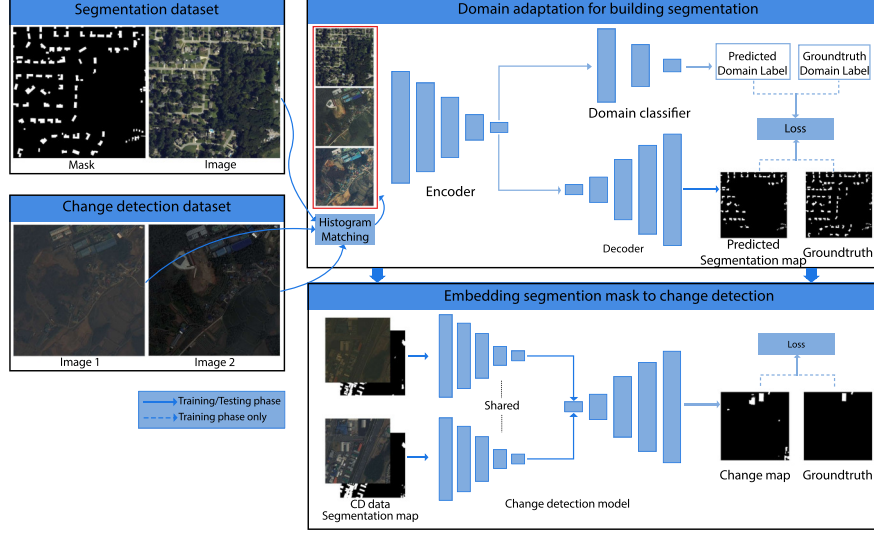 Segmentation dataset
Mask
Image
Change detection dataset
Image 1
Image 2
Training/Testing phase
Training phase only
Histogram
Matching
Domain adaptation for building segmentation
Encoder
Domain classifier
Decoder
Predicted
Domain Label
Groundtruth
Domain Label
Loss
Predicted
Segmentation map
Groundtruth
Embedding segmention mask to change detection
Shared
CD data
Segmentation map
Change detection model
Loss
Change map
Groundtruth